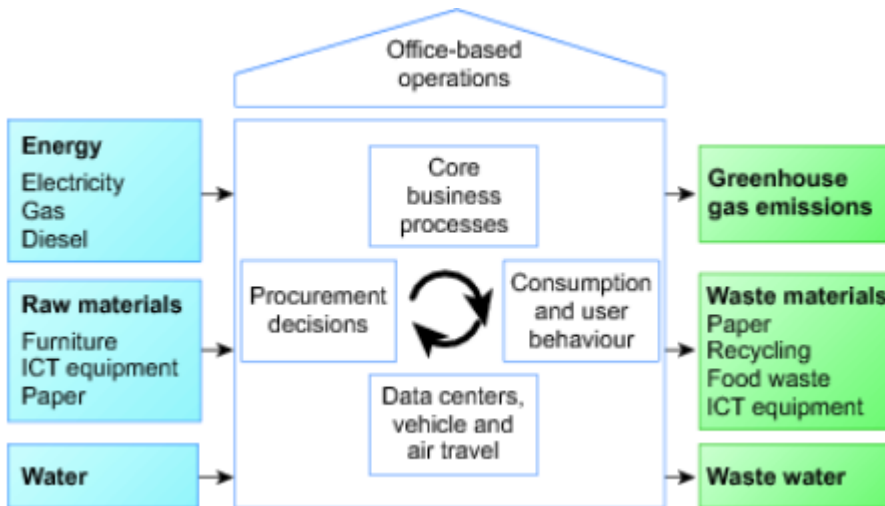 Office-based
operations
Energy
Electricity
Gas
Diesel
Raw materials
Furniture
ICT equipment
Paper
Water
Core
business
processes
Procurement
decisions
Consumption
and user
behaviour
Data centers,
vehicle and
air travel
Greenhouse
gas emissions
Waste materials
Paper
Recycling
Food waste
ICT equipment
Waste water